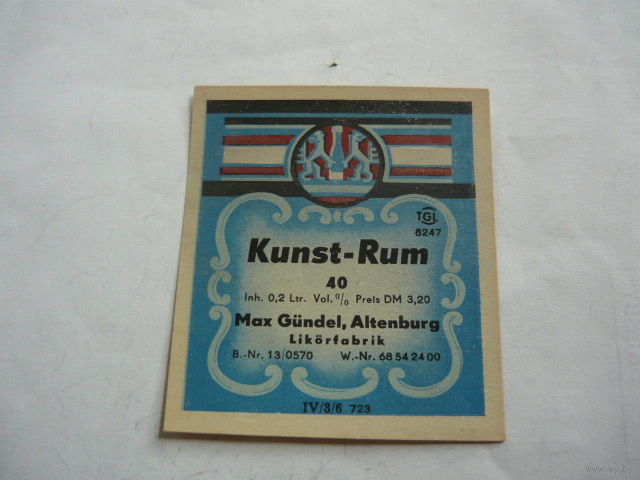 TGL
8247
Kunst-Rum
40
Inh. 0,2 Ltr. Vol.% Preis DM 3,20
Max Gündel, Altenburg
Likörfabrik
B.-Nr. 13/0570 W.-Nr. 68 54 24 00
IV/3/6 723